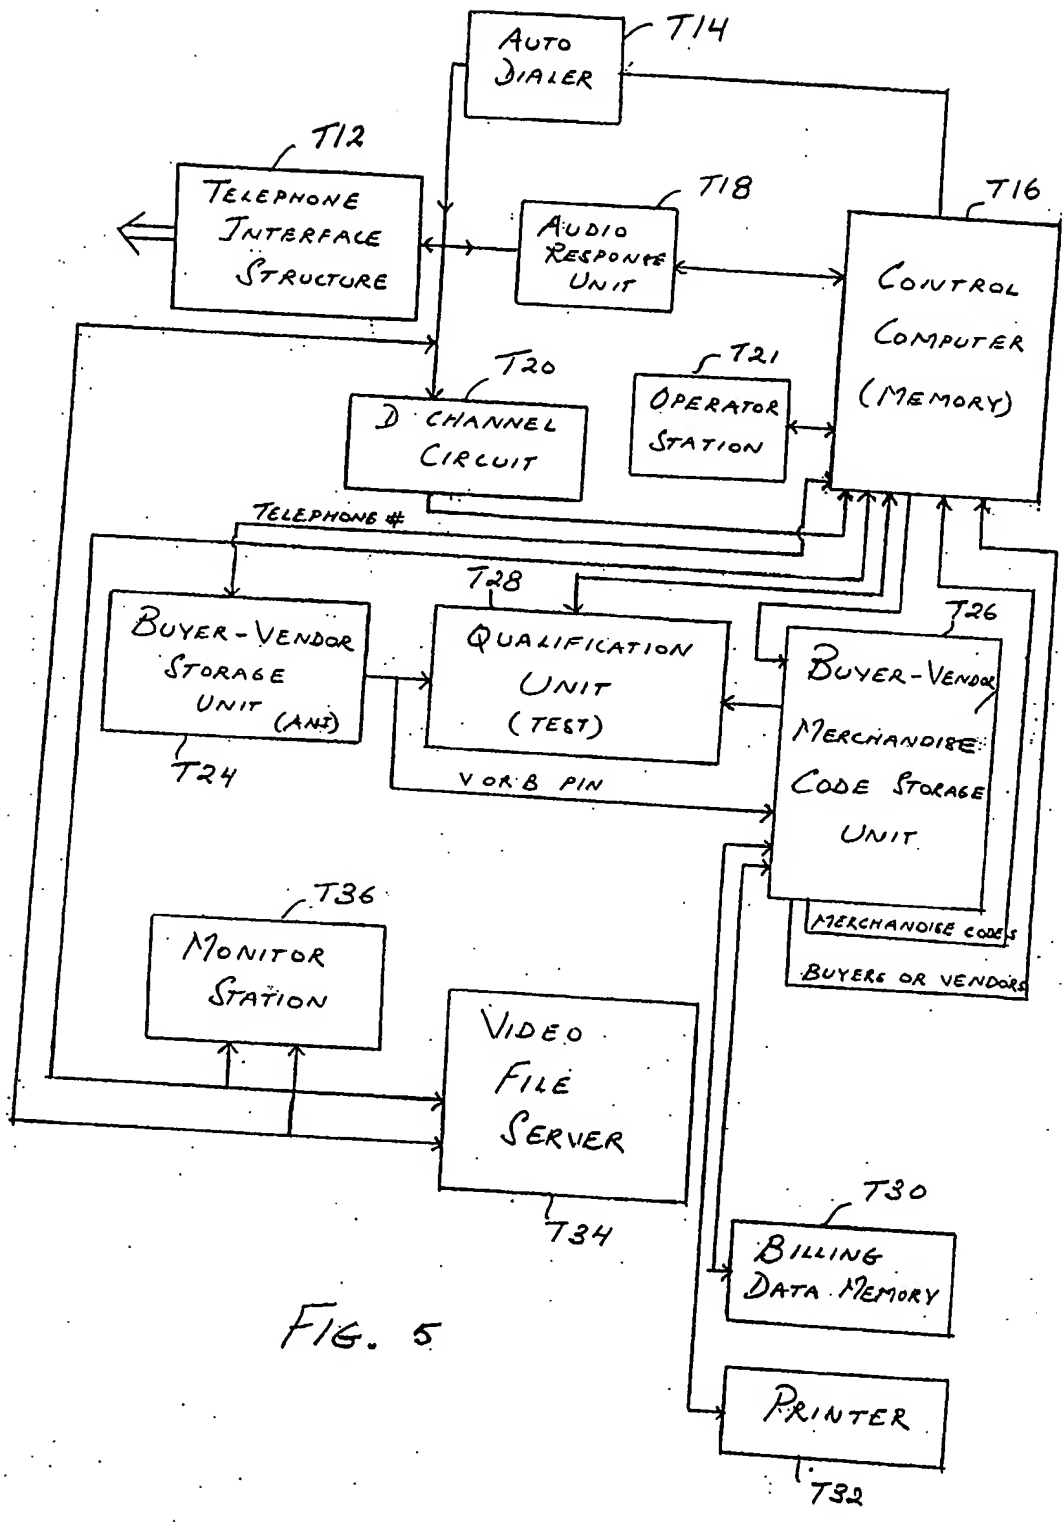 T14
AUTO
DIALER
T12
TELEPHONE
INTERFACE
STRUCTURE
T18
AUDIO
RESPONSE
UNIT
T16
CONTROL
COMPUTER
(MEMORY)
T20
D CHANNEL
CIRCUIT
T21
OPERATOR
STATION
TELEPHONE #
T28
QUALIFICATION
UNIT
(TEST)
BUYER-VENDOR
STORAGE
UNIT (ANI)
T24
V OR B PIN
T26
BUYER-VENDOR
MERCHANDISE
CODE STORAGE
UNIT
MERCHANDISE CODES
BUYERS OR VENDORS
T36
MONITOR
STATION
VIDEO
FILE
SERVER
T34
T30
BILLING
DATA MEMORY
PRINTER
T32
FIG. 5